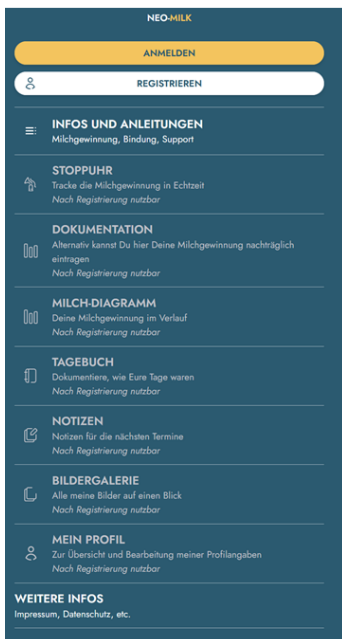 NEO-MILK
ANMELDEN
REGISTRIEREN
INFOS UND ANLEITUNGEN
Milchgewinnung, Bindung, Support
STOPPUHR
Tracke die Milchgewinnung in Echtzeit
Nach Registrierung nutzbar
DOKUMENTATION
Alternativ kannst Du hier Deine Milchgewinnung nachträglich
eintragen
Nach Registrierung nutzbar
MILCH-DIAGRAMM
Deine Milchgewinnung im Verlauf
Nach Registrierung nutzbar
TAGEBUCH
Dokumentiere, wie Eure Tage waren
Nach Registrierung nutzbar
NOTIZEN
Notizen für die nächsten Termine
Nach Registrierung nutzbar
BILDERGALERIE
Alle meine Bilder auf einen Blick
Nach Registrierung nutzbar
MEIN PROFIL
Zur Übersicht und Bearbeitung meiner Profilangaben
Nach Registrierung nutzbar
WEITERE INFOS
Impressum, Datenschutz, etc.